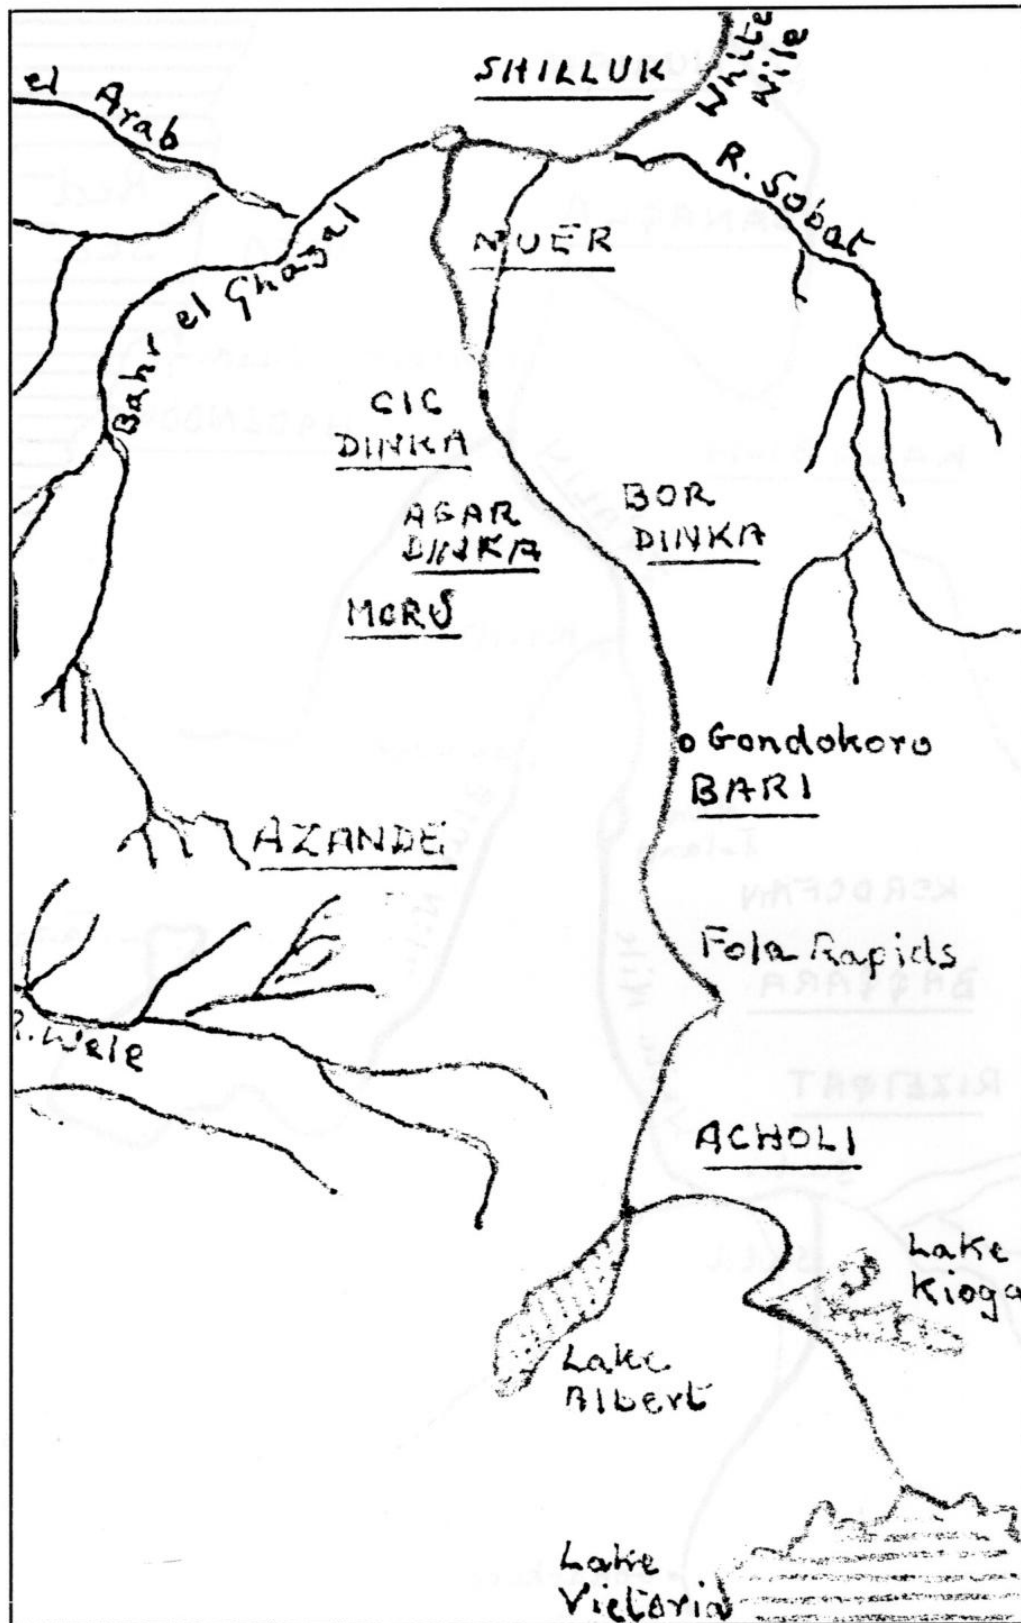 SHILLUK
White
Nile
el Arab
R. Sobat
NUER
Bahr el Ghazal
CIC
DINKA
AGAR
DINKA
BOR
DINKA
MORU
Gondokoro
BARI
AZANDE
Fola Rapids
R. Wele
ACHOLI
Lake
Kioga
Lake
Albert
Lake
Victoria